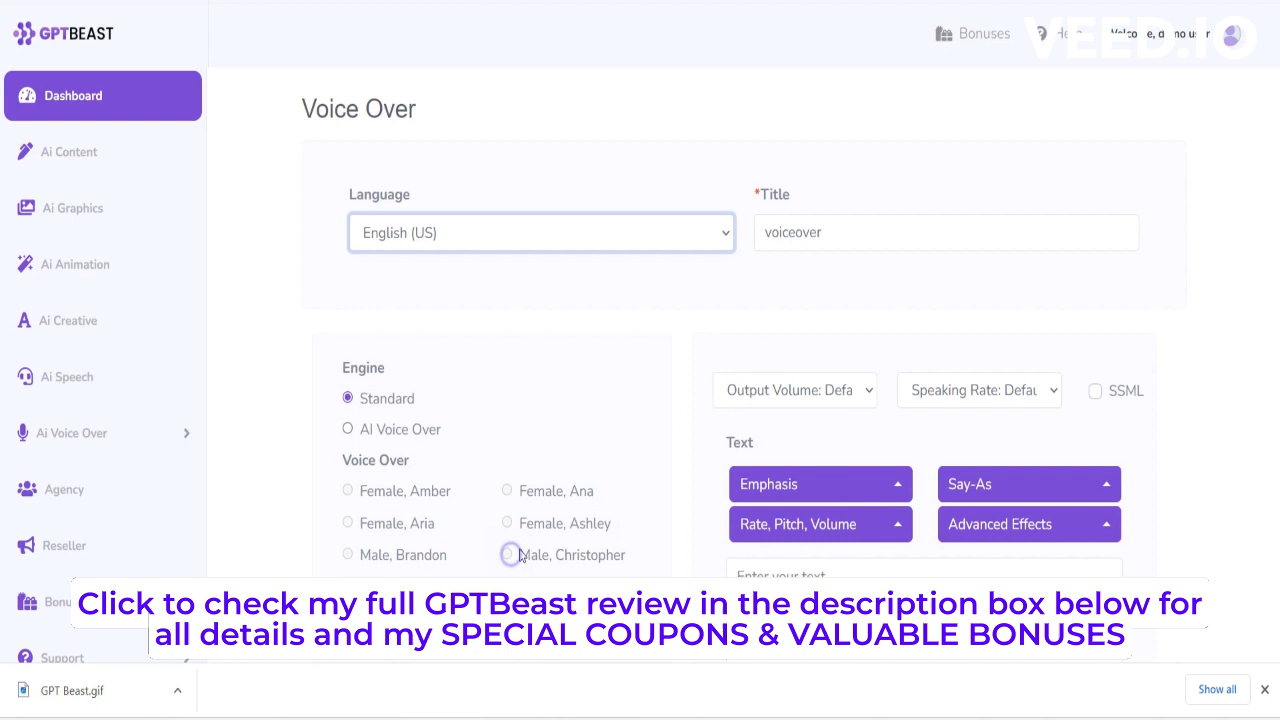 GPTBEAST
Bonuses
VEED.IO
Dashboard
Voice Over
Ai Content
Language
*Title
Ai Graphics
English (US)
voiceover
Ai Animation
Ai Creative
Ai Speech
Ai Voice Over
Agency
Reseller
Support
Engine
Standard
AI Voice Over
Voice Over
Female, Amber
Female, Ana
Female, Aria
Female, Ashley
Male, Brandon
Male, Christopher
Output Volume: Defa
Speaking Rate: Defau
SSML
Text
Emphasis
Say-As
Rate, Pitch, Volume
Advanced Effects
Enter your text
Click to check my full GPTBeast review in the description box below for
all details and my SPECIAL COUPONS & VALUABLE BONUSES
GPT Beast.gif
Show all